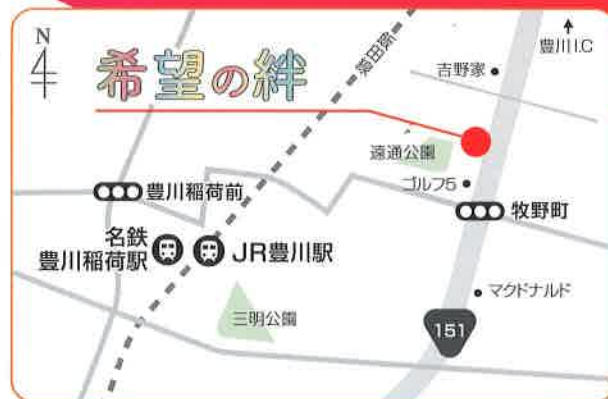 N
希望の絆
飯田線
吉野家
豊川I.C
遠通公園
ゴルフ5
牧野町
豊川稲荷前
名鉄
豊川稲荷駅
JR豊川駅
三明公園
マクドナルド
151